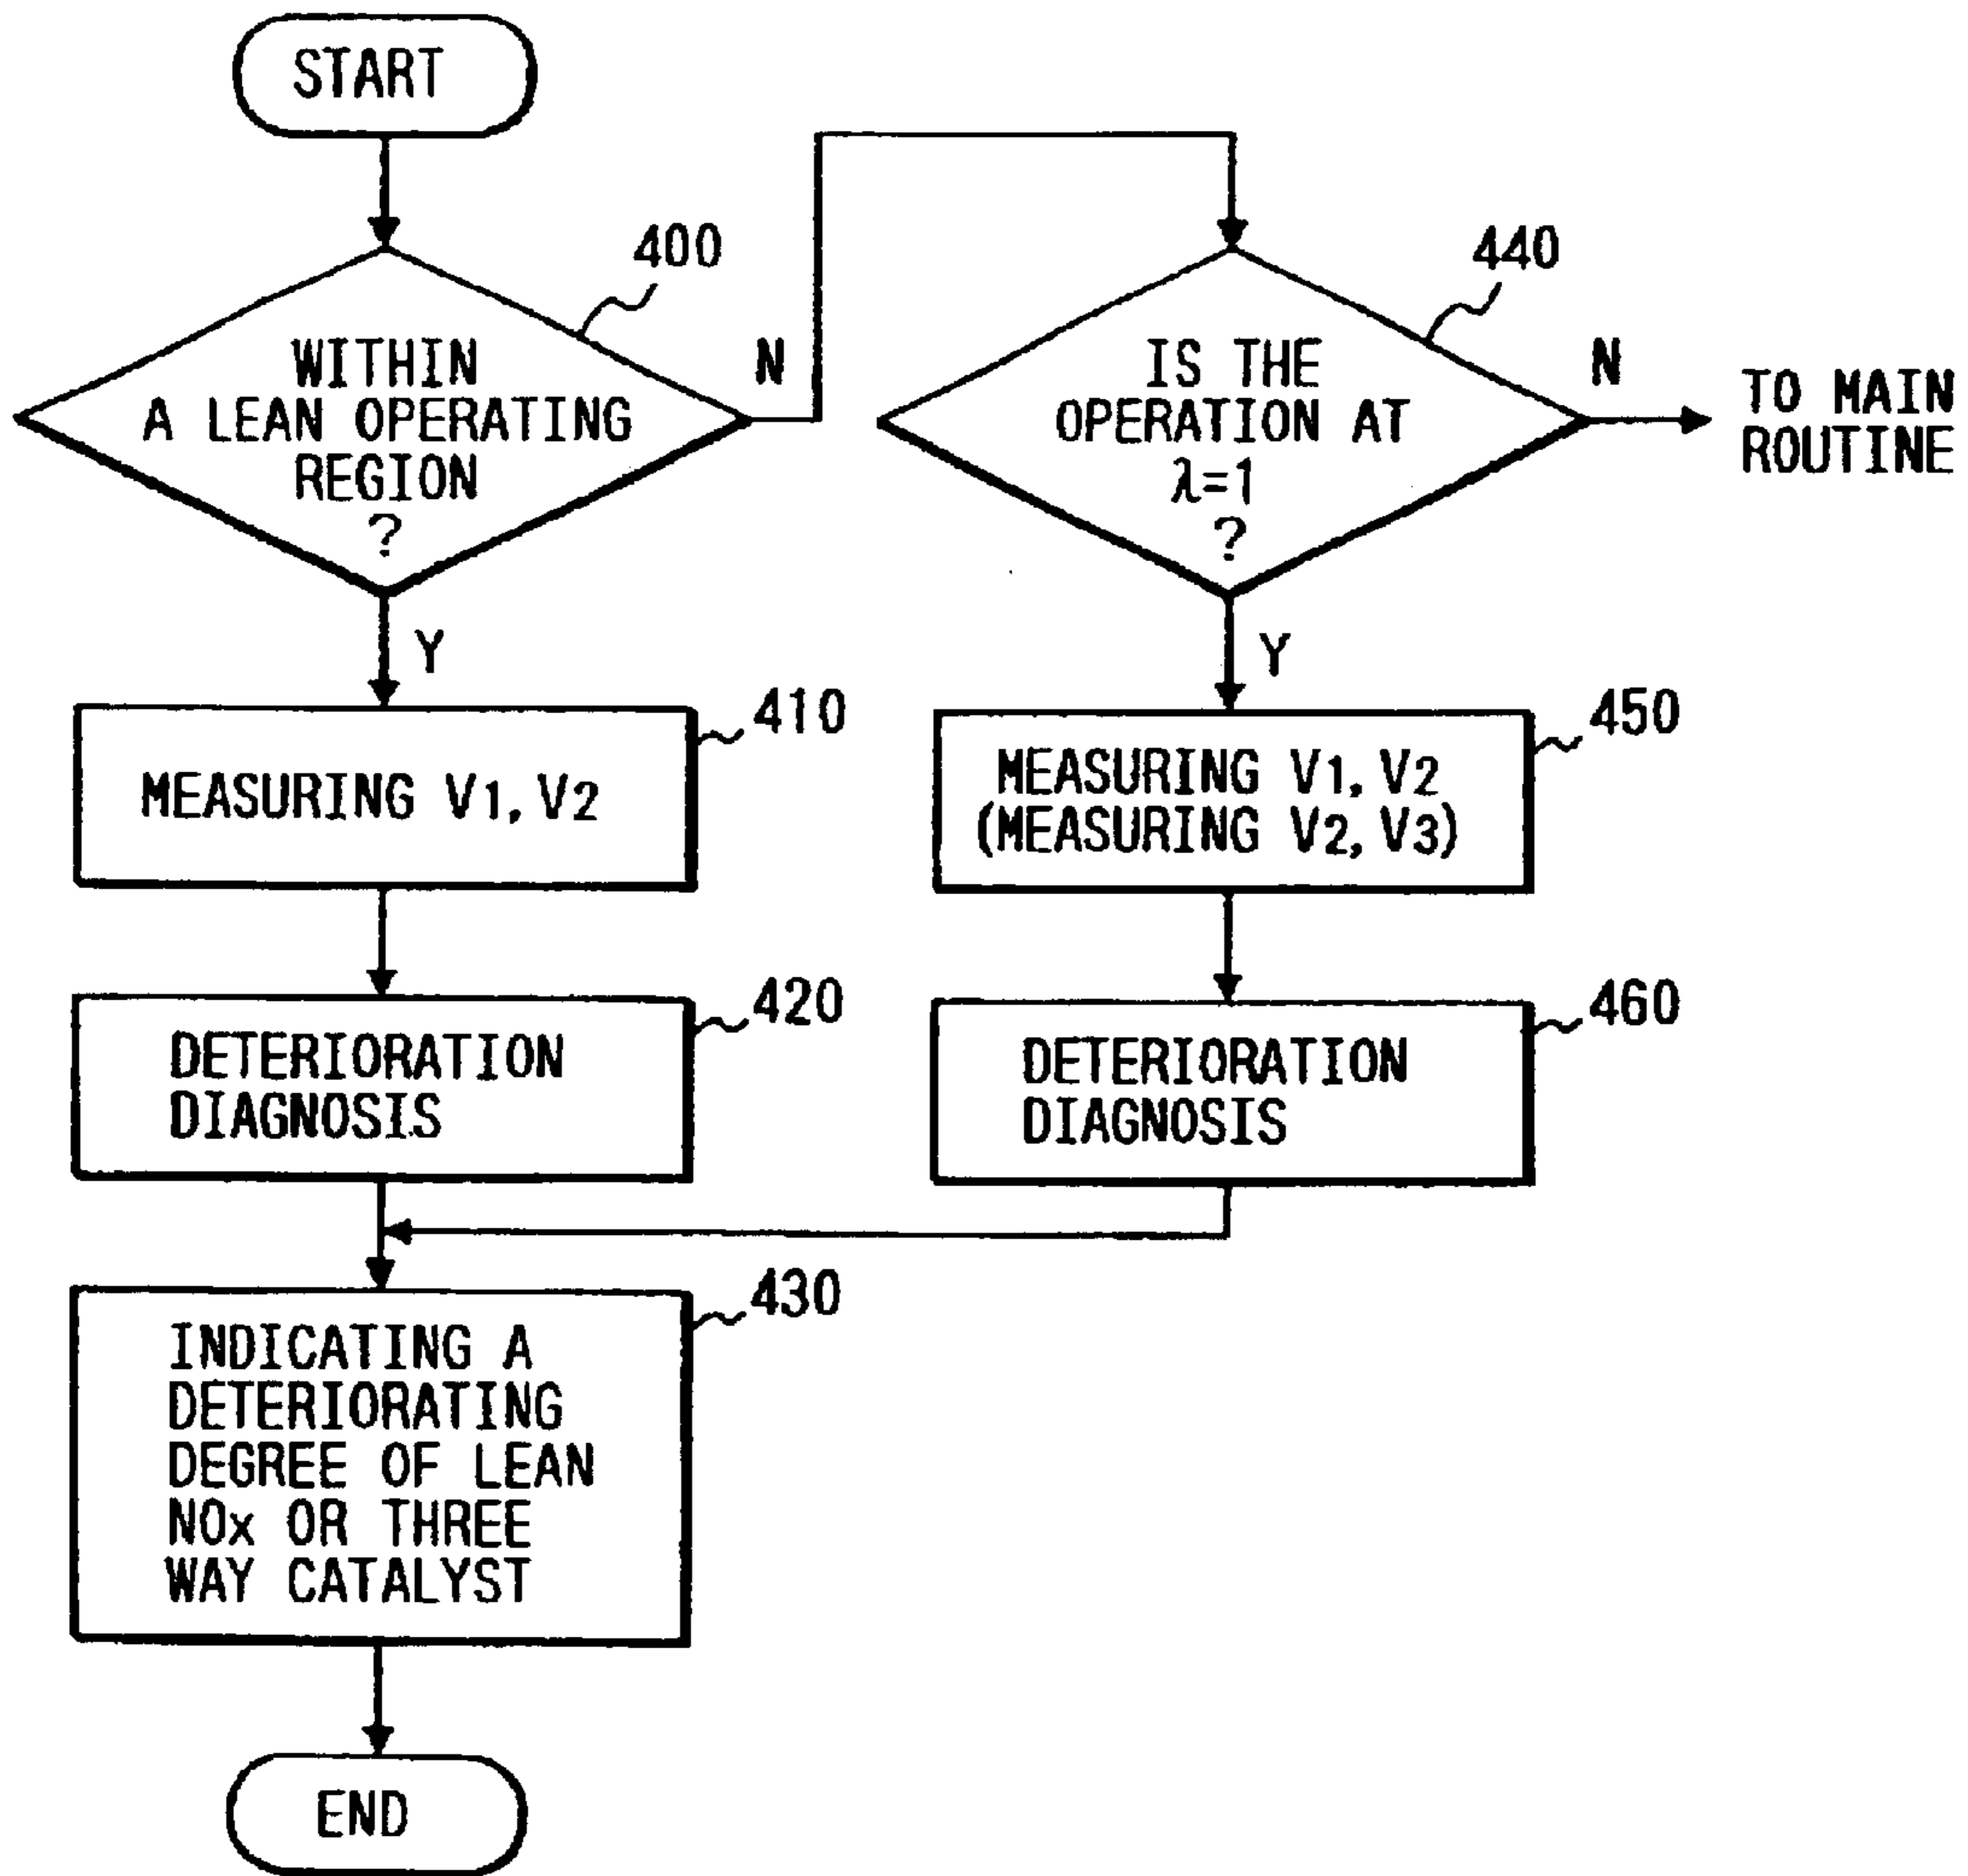 START
400
WITHIN
A LEAN OPERATING
REGION
?
N
Y
440
IS THE
OPERATION AT
λ=1
?
N
TO MAIN
ROUTINE
Y
410
MEASURING V1, V2
450
MEASURING V1, V2
(MEASURING V2, V3)
420
DETERIORATION
DIAGNOSIS
460
DETERIORATION
DIAGNOSIS
430
INDICATING A
DETERIORATING
DEGREE OF LEAN
NOx OR THREE
WAY CATALYST
END